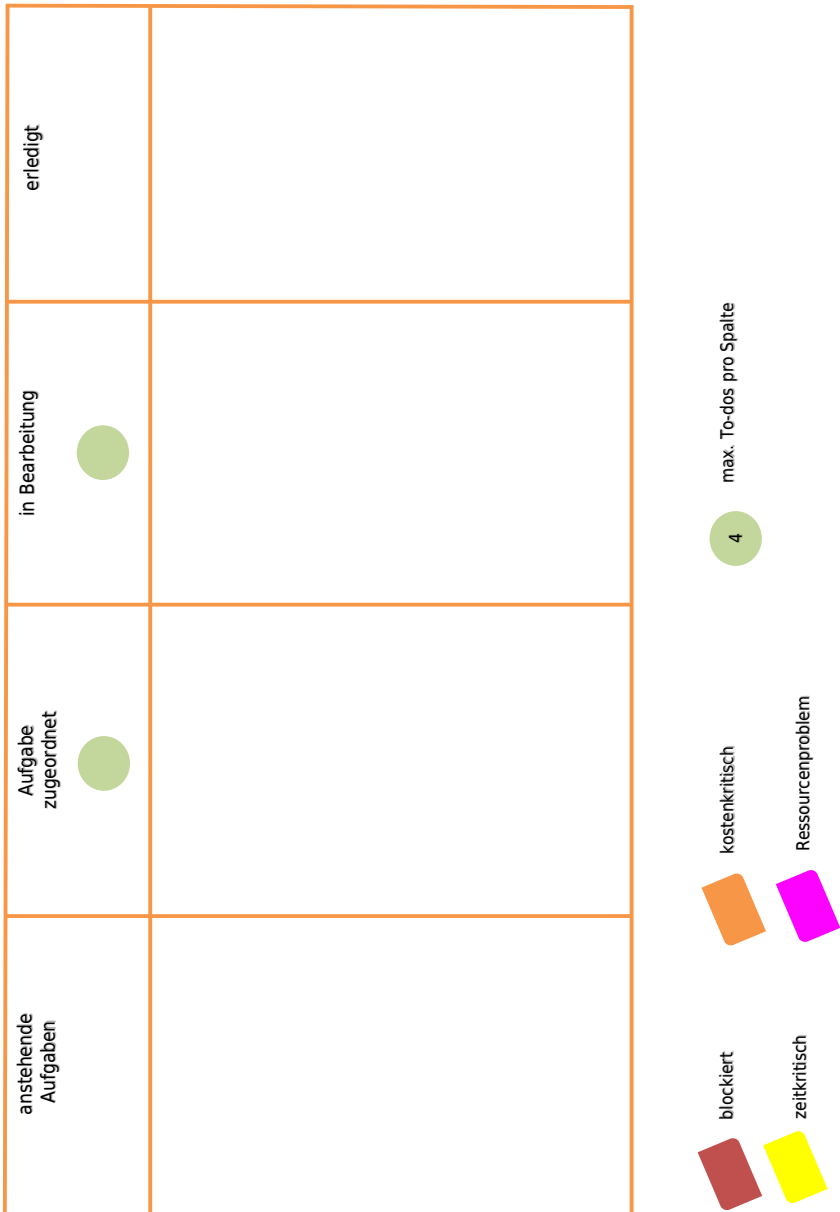 anstehende
Aufgaben
Aufgabe
zugeordnet
in Bearbeitung
erledigt
blockiert
kostenkritisch
4
max. To-dos pro Spalte
zeitkritisch
Ressourcenproblem